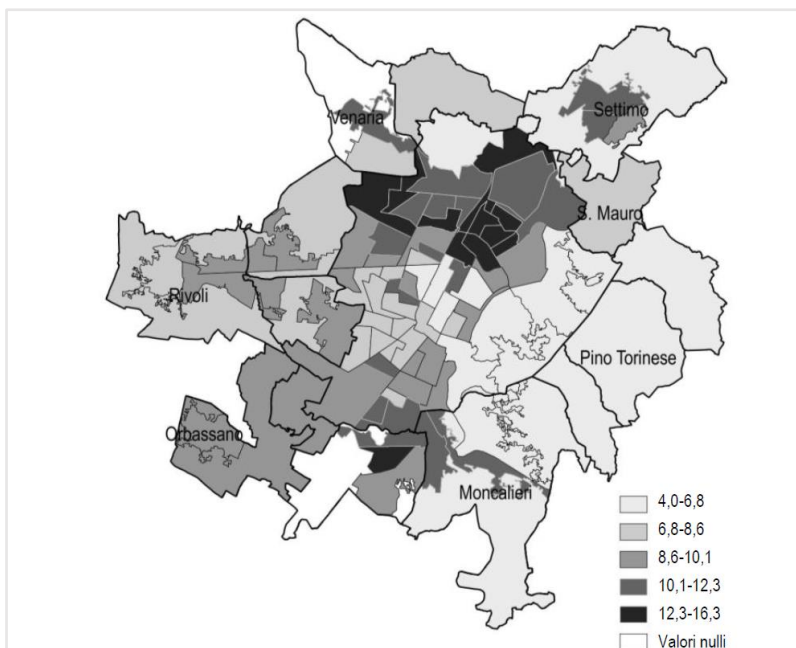 Venaria
Settimo
S. Mauro
Rivoli
Pino Torinese
Orbassano
Moncalieri
4,0-6,8
6,8-8,6
8,6-10,1
10,1-12,3
12,3-16,3
Valori nulli